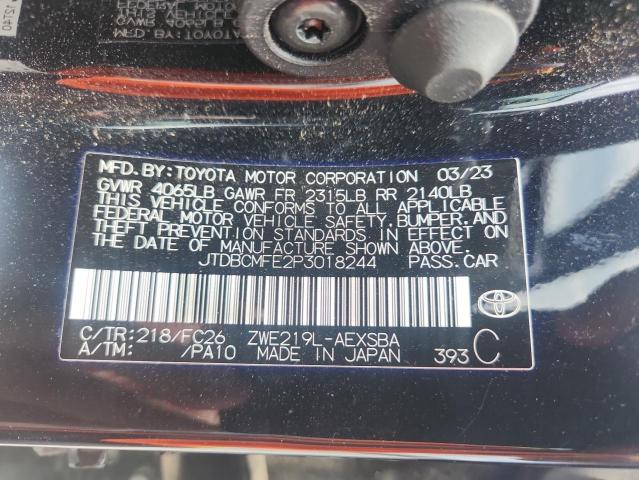 MFD. BY: TOYOTA MOTOR CORPORATION 03/23
GVWR 4065LB GAWR FR 2315LB RR 2140LB
THIS VEHICLE CONFORMS TO ALL APPLICABLE
FEDERAL MOTOR VEHICLE SAFETY, BUMPER, AND
THEFT PREVENTION STANDARDS IN EFFECT ON
THE DATE OF MANUFACTURE SHOWN ABOVE.
JTDBCMFE2P3018244 PASS. CAR
C/TR: 218/FC26 ZWE219L-AEXSBA
A/TM: /PA10 MADE IN JAPAN 393 C